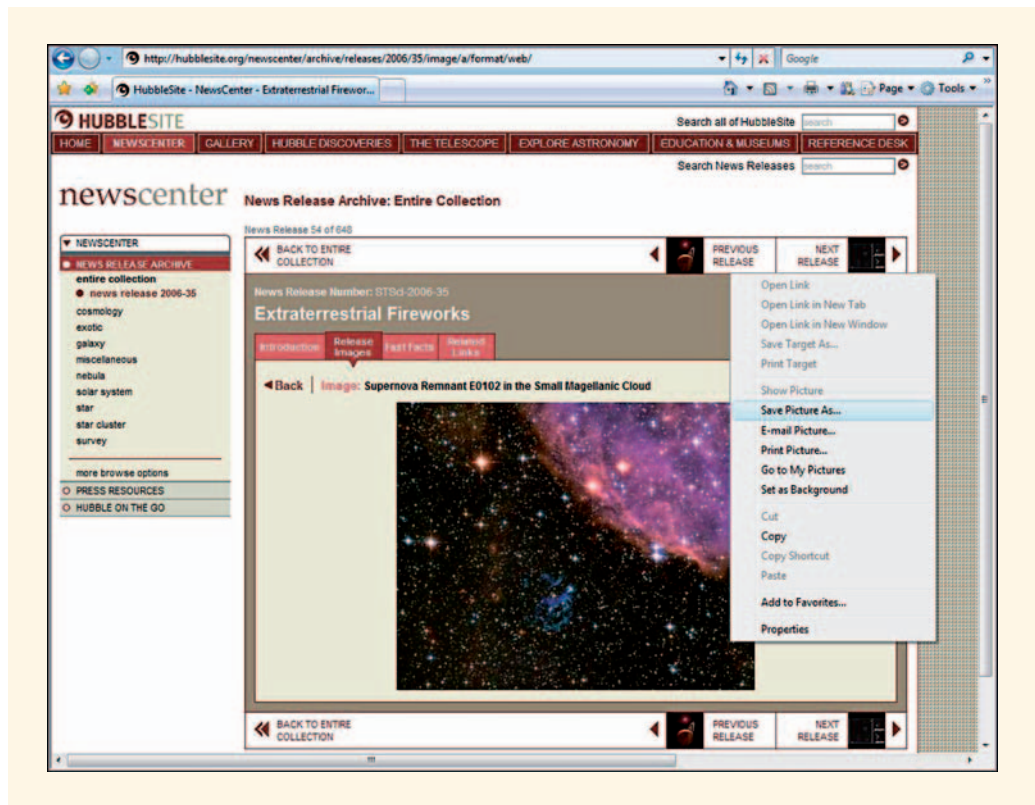 http://hubblesite.org/newscenter/archive/releases/2006/35/image/a/format/web/
Google
HubbleSite - NewsCenter - Extraterrestrial Firewor...
Page
Tools
HUBBLESITE
Search all of HubbleSite
search
HOME
NEWSCENTER
GALLERY
HUBBLE DISCOVERIES
THE TELESCOPE
EXPLORE ASTRONOMY
EDUCATION & MUSEUMS
REFERENCE DESK
Search News Releases
search
newscenter
News Release Archive: Entire Collection
News Release 54 of 648
NEWSCENTER
NEWS RELEASE ARCHIVE
entire collection
news release 2006-35
cosmology
exotic
galaxy
miscellaneous
nebula
solar system
star
star cluster
survey
more browse options
PRESS RESOURCES
HUBBLE ON THE GO
BACK TO ENTIRE
COLLECTION
PREVIOUS
RELEASE
NEXT
RELEASE
News Release Number: STScI-2006-35
Extraterrestrial Fireworks
Introduction
Release
Images
Fast Facts
Related
Links
Back
Image: Supernova Remnant E0102 in the Small Magellanic Cloud
Open Link
Open Link in New Tab
Open Link in New Window
Save Target As...
Print Target
Show Picture
Save Picture As...
E-mail Picture...
Print Picture...
Go to My Pictures
Set as Background
Cut
Copy
Copy Shortcut
Paste
Add to Favorites...
Properties
BACK TO ENTIRE
COLLECTION
PREVIOUS
RELEASE
NEXT
RELEASE